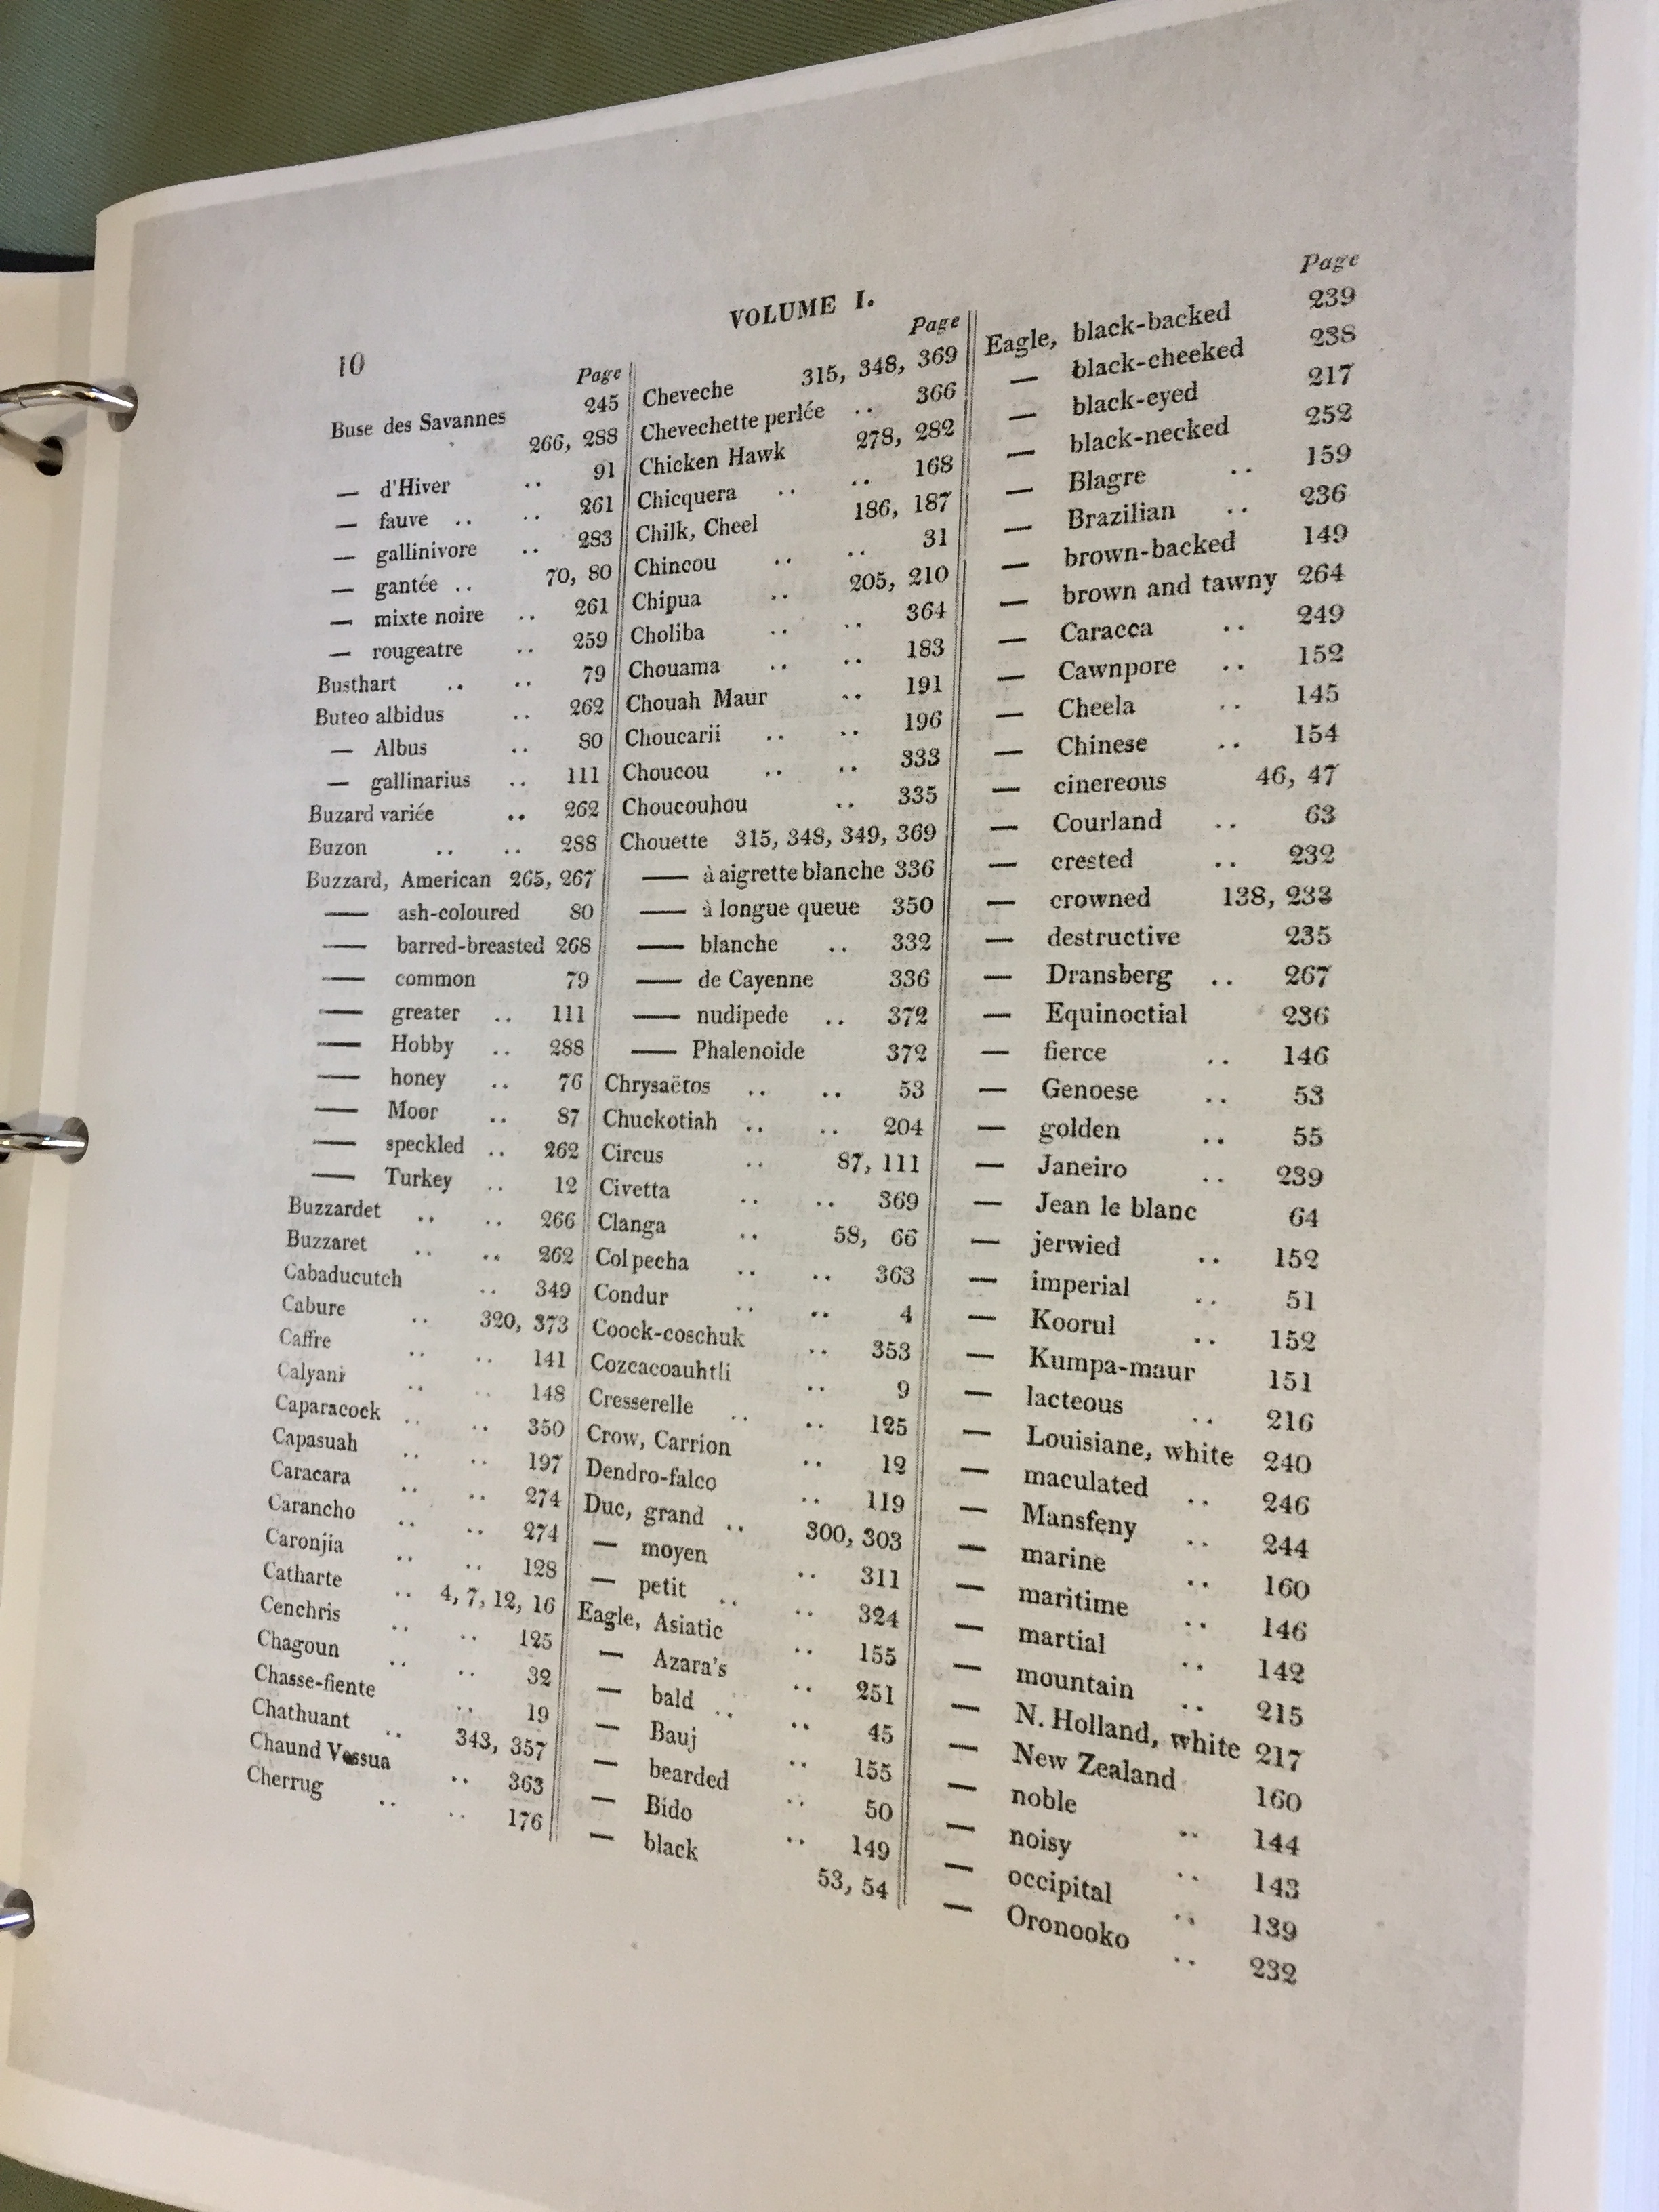 10
VOLUME I.
Page
Buse des Savannes 245
266, 288
— d'Hiver .. 91
— fauve .. .. 261
— gallinivore .. 283
— gantée .. 70, 80
— mixte noire .. 261
— rougeatre .. 259
Busthart .. .. 79
Buteo albidus .. 262
— Albus .. 80
— gallinarius .. 111
Buzard variée .. 262
Buzon .. .. 288
Buzzard, American 265, 267
— ash-coloured 80
— barred-breasted 268
— common 79
— greater .. 111
— Hobby .. 288
— honey .. 76
— Moor .. 87
— speckled .. 262
— Turkey .. 12
Buzzardet .. .. 266
Buzzaret .. .. 262
Cabaducutch .. 349
Cabure .. 320, 373
Caffre .. .. 141
Calyani .. .. 148
Caparacock .. .. 350
Capasuah .. .. 197
Caracara .. .. 274
Carancho .. .. 274
Caronjia .. .. 128
Catharte .. 4, 7, 12, 16
Cenchris .. .. 125
Chagoun .. .. 32
Chasse-fiente .. 19
Chathuant .. 343, 357
Chaund Vessua .. 363
Cherrug .. .. 176
Page
Cheveche 315, 348, 369
Chevechette perlée .. 366
Chicken Hawk 278, 282
Chicquera .. .. 168
Chilk, Cheel 186, 187
Chincou .. .. 31
Chipua .. 205, 210
Choliba .. .. 364
Chouama .. .. 183
Chouah Maur .. 191
Choucarii .. .. 196
Choucou .. .. 333
Choucouhou .. 335
Chouette 315, 348, 349, 369
— à aigrette blanche 336
— à longue queue 350
— blanche .. 332
— de Cayenne 336
— nudipede .. 372
— Phalenoide 372
Chrysaëtos .. .. 53
Chuckotiah .. .. 204
Circus .. 87, 111
Civetta .. .. 369
Clanga .. 58, 66
Colpecha .. .. 363
Condur .. .. 4
Coock-coschuk .. 353
Cozcacoauhtli .. 9
Cresserelle .. .. 125
Crow, Carrion .. 12
Dendro-falco .. 119
Duc, grand .. 300, 303
— moyen .. 311
— petit .. .. 324
Eagle, Asiatic .. 155
— Azara's .. 251
— bald .. .. 45
— Bauj .. 155
— bearded .. 50
— Bido .. 149
— black 53, 54
Page
Eagle, black-backed 239
— black-cheeked 238
— black-eyed 217
— black-necked 252
— Blagre .. 159
— Brazilian .. 236
— brown-backed 149
— brown and tawny 264
— Caracca .. 249
— Cawnpore .. 152
— Cheela .. 145
— Chinese .. 154
— cinereous 46, 47
— Courland .. 63
— crested .. 232
— crowned 138, 233
— destructive 235
— Dransberg .. 267
— Equinoctial 236
— fierce .. 146
— Genoese .. 53
— golden .. 55
— Janeiro .. 239
— Jean le blanc 64
— jerwied .. 152
— imperial .. 51
— Koorul .. 152
— Kumpa-maur 151
— lacteous .. 216
— Louisiane, white 240
— maculated .. 246
— Mansfeny .. 244
— marine .. 160
— maritime .. 146
— martial .. 142
— mountain .. 215
— N. Holland, white 217
— New Zealand 160
— noble .. 144
— noisy .. 143
— occipital .. 139
— Oronooko .. 232